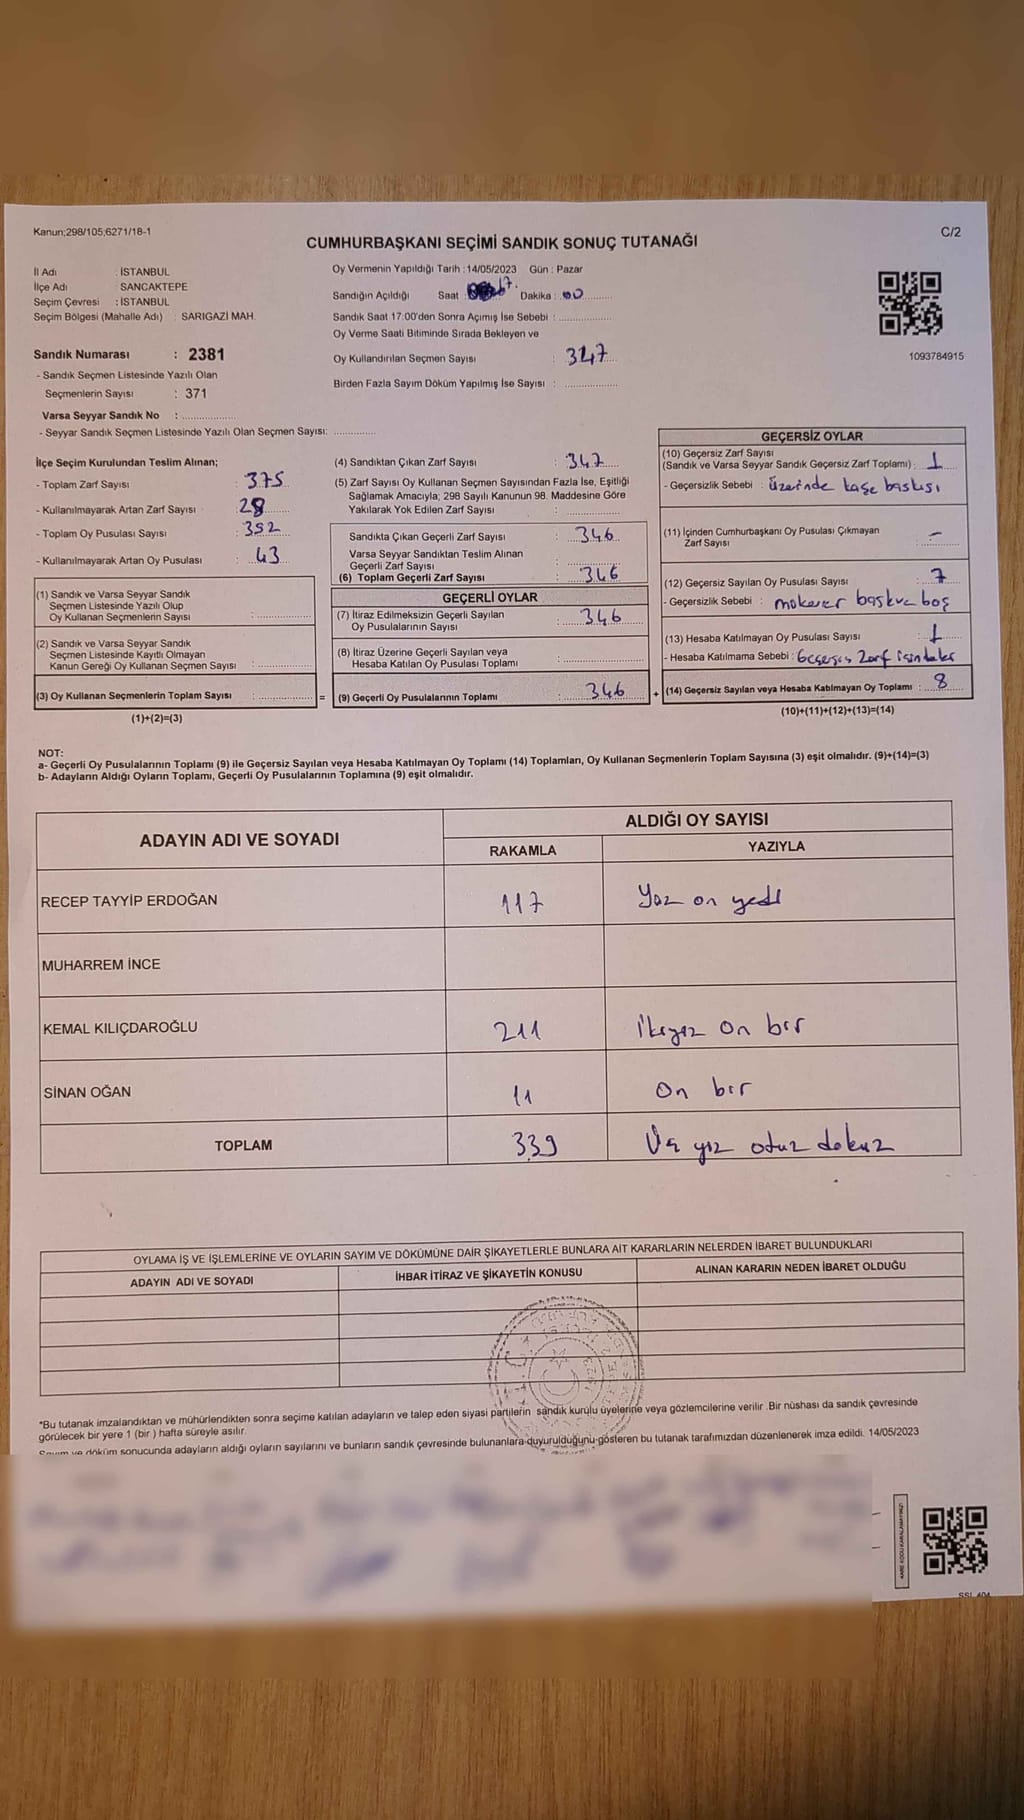 Kanun;298/105;6271/18-1
C/2
CUMHURBAŞKANI SEÇİMİ SANDIK SONUÇ TUTANAĞI
İl Adı : İSTANBUL
İlçe Adı : SANCAKTEPE
Seçim Çevresi : İSTANBUL
Seçim Bölgesi (Mahalle Adı) : SARIGAZİ MAH.
Sandık Numarası : 2381
- Sandık Seçmen Listesinde Yazılı Olan
Seçmenlerin Sayısı : 371
Varsa Seyyar Sandık No :
- Seyyar Sandık Seçmen Listesinde Yazılı Olan Seçmen Sayısı:
Oy Vermenin Yapıldığı Tarih : 14/05/2023 Gün : Pazar
Sandığın Açıldığı Saat : 17. Dakika : 00
Sandık Saat 17:00'den Sonra Açımış İse Sebebi :
Oy Verme Saati Bitiminde Sırada Bekleyen ve
Oy Kullandırılan Seçmen Sayısı : 347
Birden Fazla Sayım Döküm Yapılmış İse Sayısı :
1093784915
İlçe Seçim Kurulundan Teslim Alınan;
- Toplam Zarf Sayısı : 375
- Kullanılmayarak Artan Zarf Sayısı : 28
- Toplam Oy Pusulası Sayısı : 392
- Kullanılmayarak Artan Oy Pusulası : 43
(1) Sandık ve Varsa Seyyar Sandık
Seçmen Listesinde Yazılı Olup
Oy Kullanan Seçmenlerin Sayısı :
(2) Sandık ve Varsa Seyyar Sandık
Seçmen Listesinde Kayıtlı Olmayan
Kanun Gereği Oy Kullanan Seçmen Sayısı :
(3) Oy Kullanan Seçmenlerin Toplam Sayısı : =
(1)+(2)=(3)
(4) Sandıktan Çıkan Zarf Sayısı : 347
(5) Zarf Sayısı Oy Kullanan Seçmen Sayısından Fazla İse, Eşitliği
Sağlamak Amacıyla; 298 Sayılı Kanunun 98. Maddesine Göre
Yakılarak Yok Edilen Zarf Sayısı :
Sandıkta Çıkan Geçerli Zarf Sayısı : 346
Varsa Seyyar Sandıktan Teslim Alınan
Geçerli Zarf Sayısı :
(6) Toplam Geçerli Zarf Sayısı : 346
GEÇERLİ OYLAR
(7) İtiraz Edilmeksizin Geçerli Sayılan
Oy Pusulalarının Sayısı : 346
(8) İtiraz Üzerine Geçerli Sayılan veya
Hesaba Katılan Oy Pusulası Toplamı :
(9) Geçerli Oy Pusulalarının Toplamı : 346 +
GEÇERSİZ OYLAR
(10) Geçersiz Zarf Sayısı
(Sandık ve Varsa Seyyar Sandık Geçersiz Zarf Toplamı) : 1
- Geçersizlik Sebebi : Üzerinde kaşe baskısı
(11) İçinden Cumhurbaşkanı Oy Pusulası Çıkmayan
Zarf Sayısı : -
(12) Geçersiz Sayılan Oy Pusulası Sayısı : 7
- Geçersizlik Sebebi : mükerer baskı ve boş
(13) Hesaba Katılmayan Oy Pusulası Sayısı : 1
- Hesaba Katılmama Sebebi : Geçersiz Zarf içindeler
(14) Geçersiz Sayılan veya Hesaba Katılmayan Oy Toplamı : 8
(10)+(11)+(12)+(13)=(14)
NOT:
a- Geçerli Oy Pusulalarının Toplamı (9) ile Geçersiz Sayılan veya Hesaba Katılmayan Oy Toplamı (14) Toplamları, Oy Kullanan Seçmenlerin Toplam Sayısına (3) eşit olmalıdır. (9)+(14)=(3)
b- Adayların Aldığı Oyların Toplamı, Geçerli Oy Pusulalarının Toplamına (9) eşit olmalıdır.
ADAYIN ADI VE SOYADI
ALDIĞI OY SAYISI
RAKAMLA YAZIYLA
RECEP TAYYİP ERDOĞAN 117 Yüz on yedi
MUHARREM İNCE
KEMAL KILIÇDAROĞLU 211 İkiyüz on bir
SİNAN OĞAN 11 On bir
TOPLAM 339 Üç yüz otuz dokuz
OYLAMA İŞ VE İŞLEMLERİNE VE OYLARIN SAYIM VE DÖKÜMÜNE DAİR ŞİKAYETLERLE BUNLARA AİT KARARLARIN NELERDEN İBARET BULUNDUKLARI
ADAYIN ADI VE SOYADI İHBAR İTİRAZ VE ŞİKAYETİN KONUSU ALINAN KARARIN NEDEN İBARET OLDUĞU
*Bu tutanak imzalandıktan ve mühürlendikten sonra seçime katılan adayların ve talep eden siyasi partilerin sandık kurulu üyelerine veya gözlemcilerine verilir .Bir nüshası da sandık çevresinde
görülecek bir yere 1 (bir ) hafta süreyle asılır.
Sayım ve döküm sonucunda adayların aldığı oyların sayılarını ve bunların sandık çevresinde bulunanlara duyurulduğunu gösteren bu tutanak tarafımızdan düzenlenerek imza edildi. 14/05/2023
KARE KODU KARALAMAYINIZ!